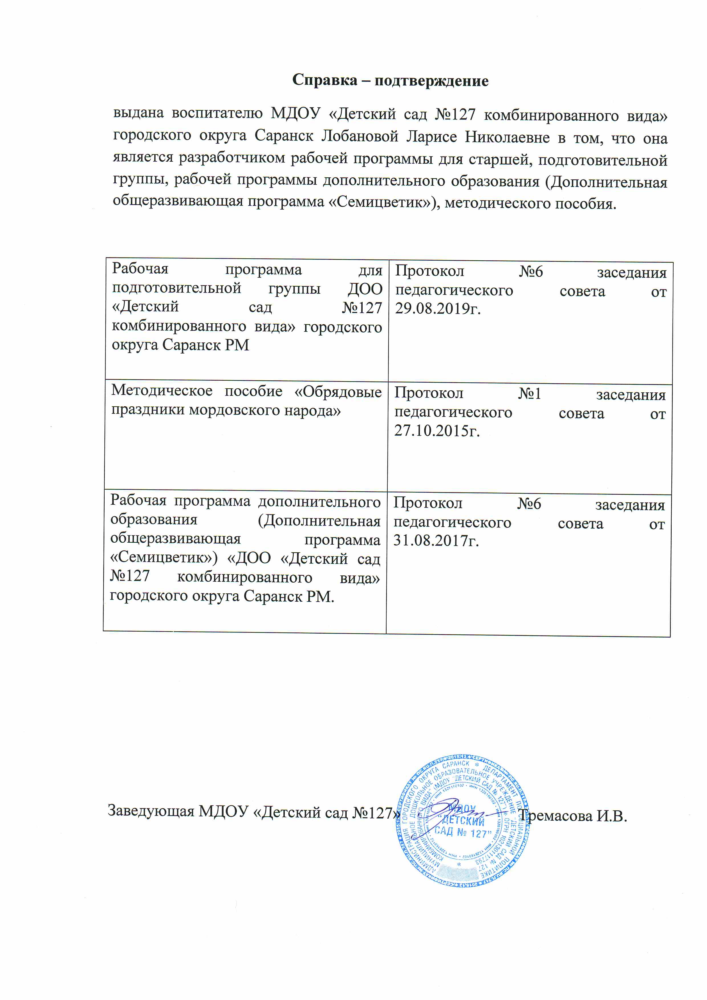 Справка – подтверждение
выдана воспитателю МДОУ «Детский сад №127 комбинированного вида»
городского округа Саранск Лобановой Ларисе Николаевне в том, что она
является разработчиком рабочей программы для старшей, подготовительной
группы, рабочей программы дополнительного образования (Дополнительная
общеразвивающая программа «Семицветик»), методического пособия.
Рабочая программа для
подготовительной группы ДОО
«Детский сад №127
комбинированного вида» городского
округа Саранск РМ
Протокол №6 заседания
педагогического совета от
29.08.2019г.
Методическое пособие «Обрядовые
праздники мордовского народа»
Протокол №1 заседания
педагогического совета от
27.10.2015г.
Рабочая программа дополнительного
образования (Дополнительная
общеразвивающая программа
«Семицветик») «ДОО «Детский сад
№127 комбинированного вида»
городского округа Саранск РМ.
Протокол №6 заседания
педагогического совета от
31.08.2017г.
Заведующая МДОУ «Детский сад №127» Тремасова И.В.
АДМИНИСТРАЦИЯ ГОРОДСКОГО ОКРУГА САРАНСК * ДЕПАРТАМЕНТ ПО СОЦИАЛЬНОЙ ПОЛИТИКЕ
МУНИЦИПАЛЬНОЕ ДОШКОЛЬНОЕ ОБРАЗОВАТЕЛЬНОЕ УЧРЕЖДЕНИЕ "ДЕТСКИЙ САД № 127
КОМБИНИРОВАННОГО ВИДА" (МДОУ "ДЕТСКИЙ САД № 127") * ОГРН 1021301117793 *
ИНН 1328160102
МДОУ
"ДЕТСКИЙ
САД № 127"